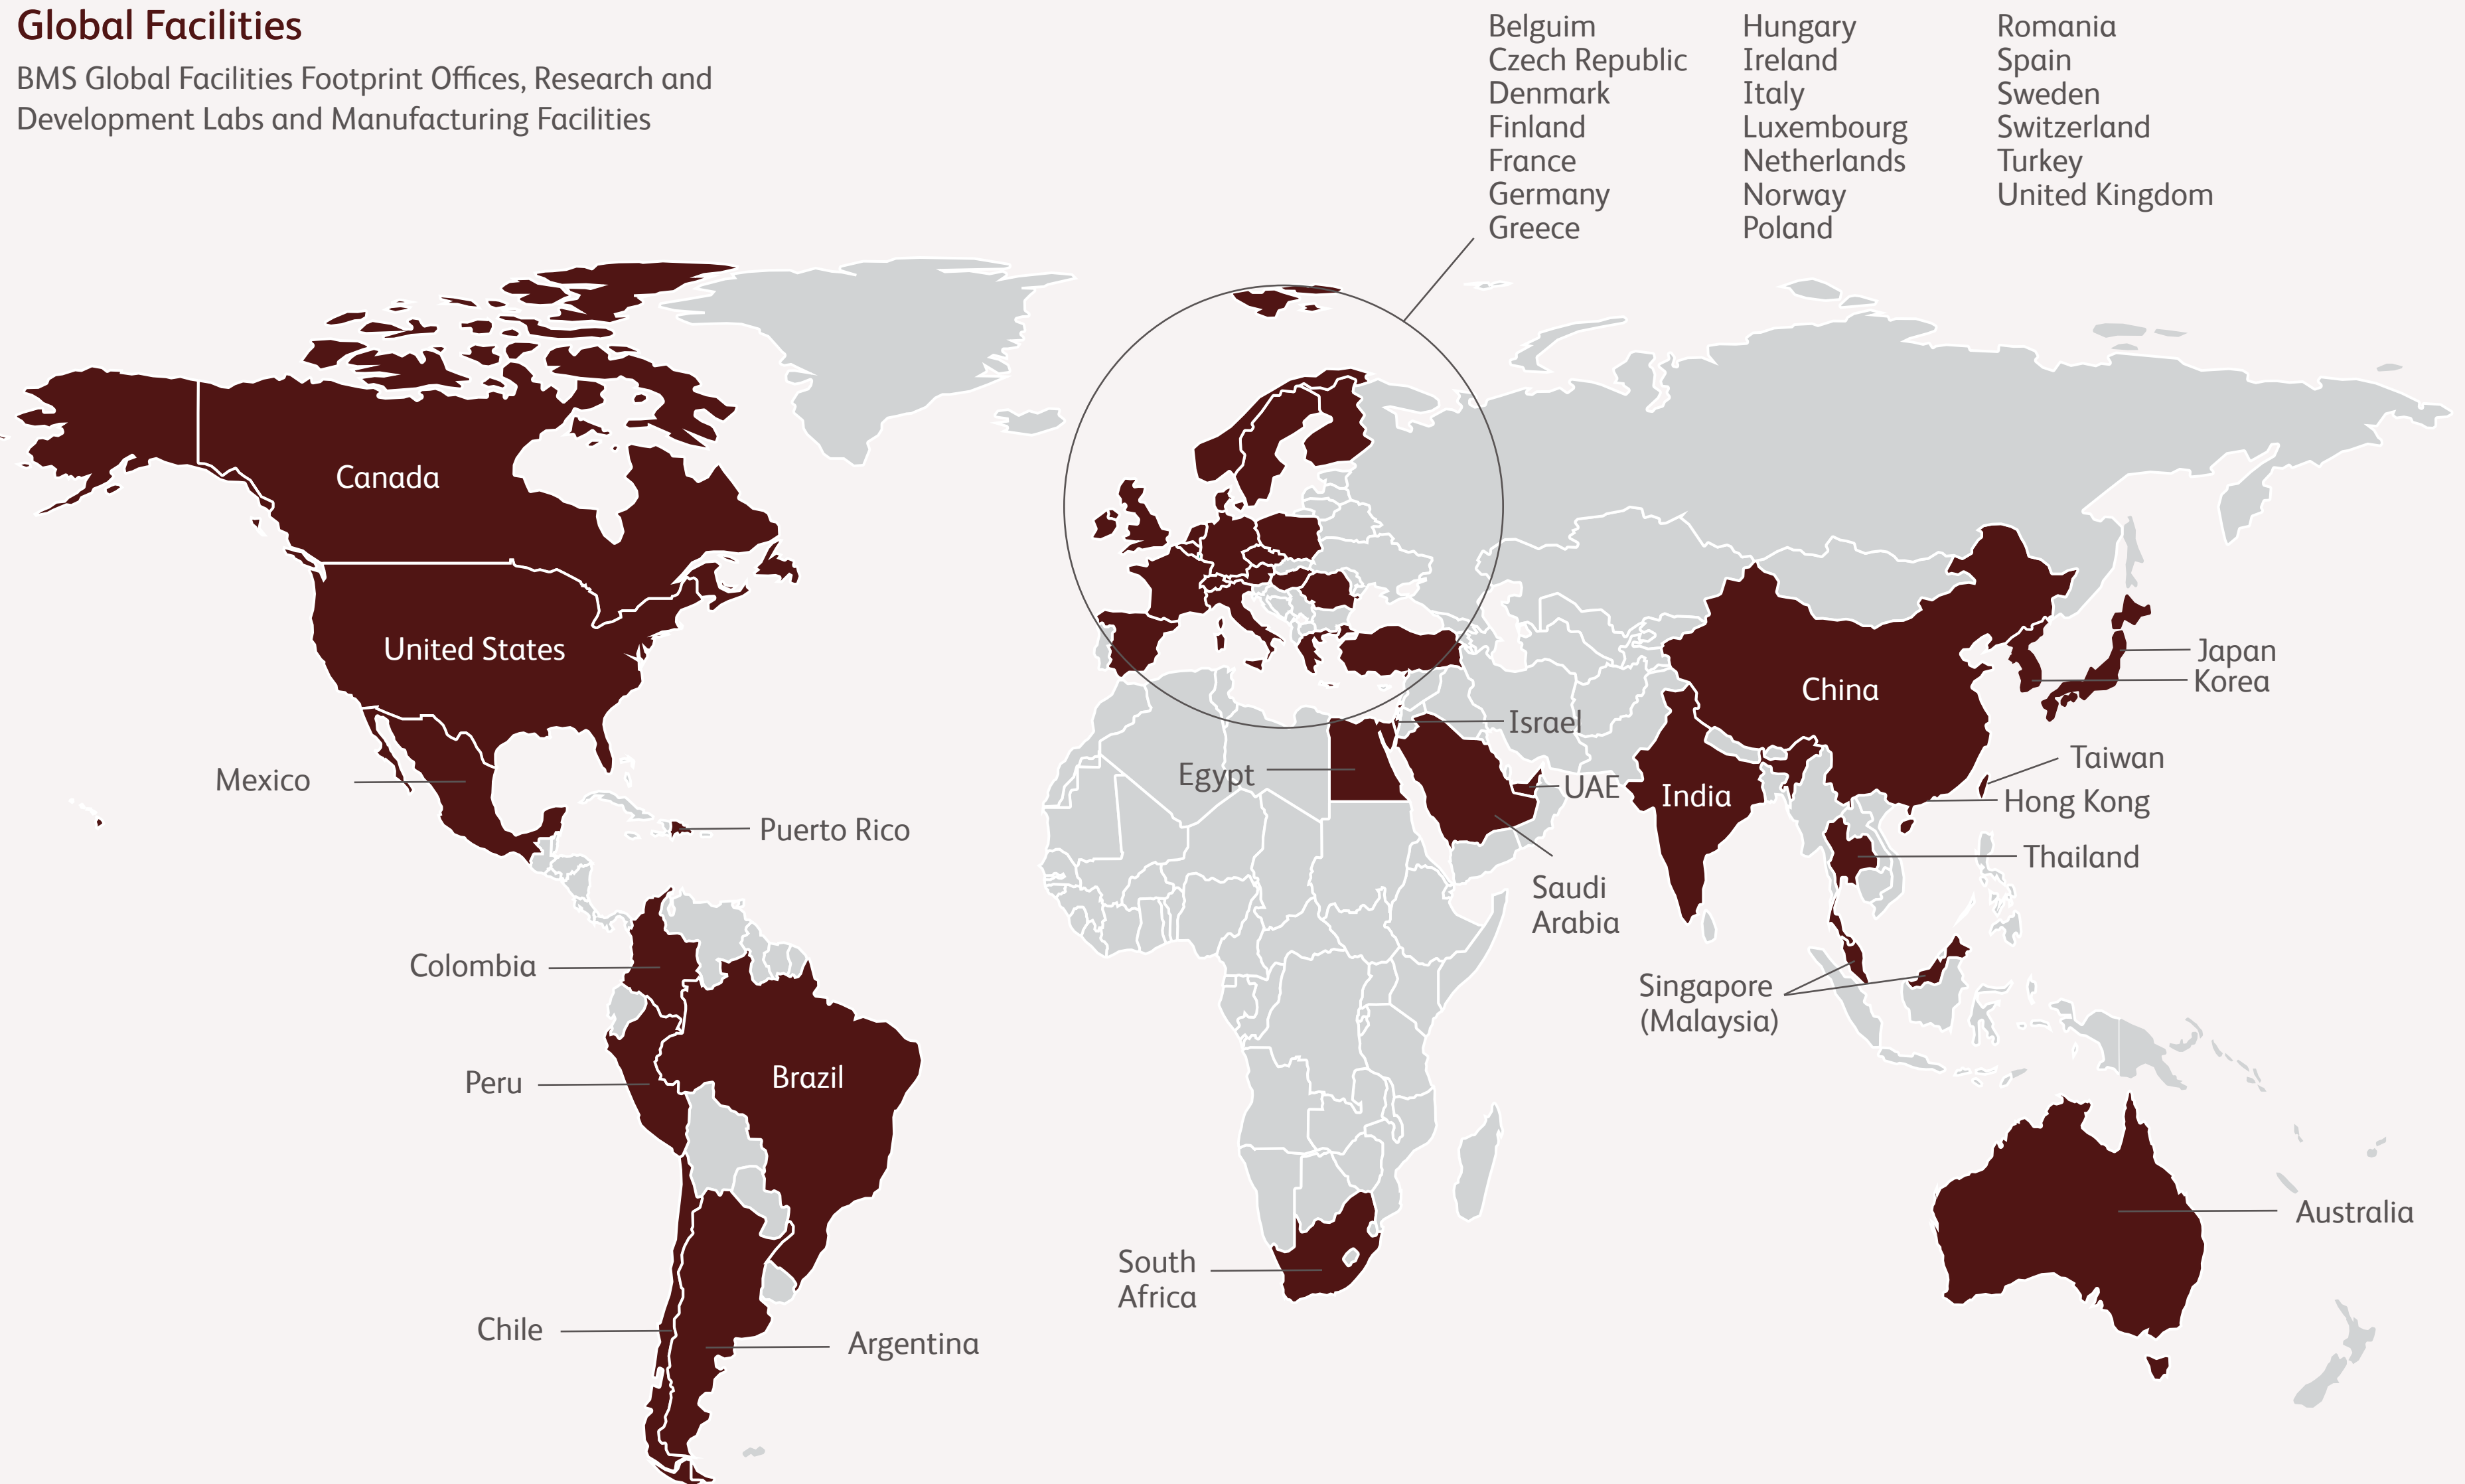 Global Facilities
BMS Global Facilities Footprint Offices, Research and
Development Labs and Manufacturing Facilities
Belguim
Czech Republic
Denmark
Finland
France
Germany
Greece
Hungary
Ireland
Italy
Luxembourg
Netherlands
Norway
Poland
Romania
Spain
Sweden
Switzerland
Turkey
United Kingdom
Canada
United States
Mexico
Puerto Rico
Colombia
Peru
Brazil
Chile
Argentina
Egypt
Israel
UAE
Saudi
Arabia
South
Africa
India
China
Japan
Korea
Taiwan
Hong Kong
Thailand
Singapore
(Malaysia)
Australia